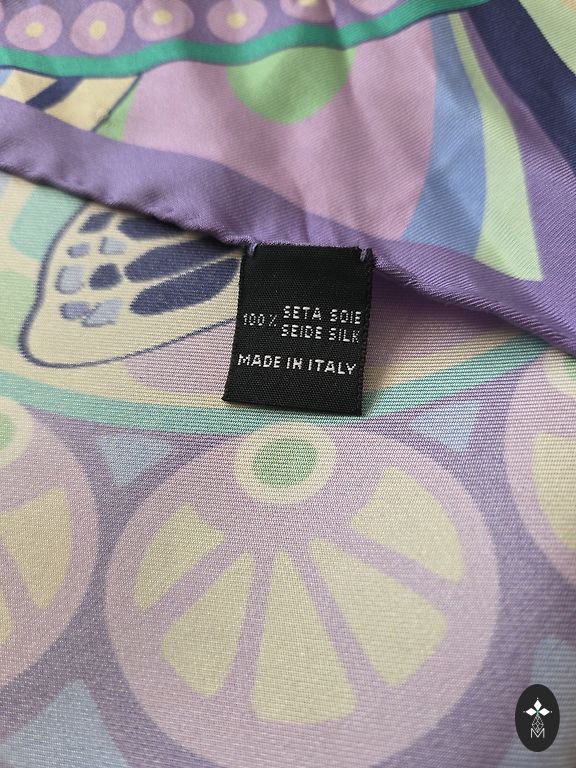 100% SETA SOIE
SEIDE SILK
MADE IN ITALY
M